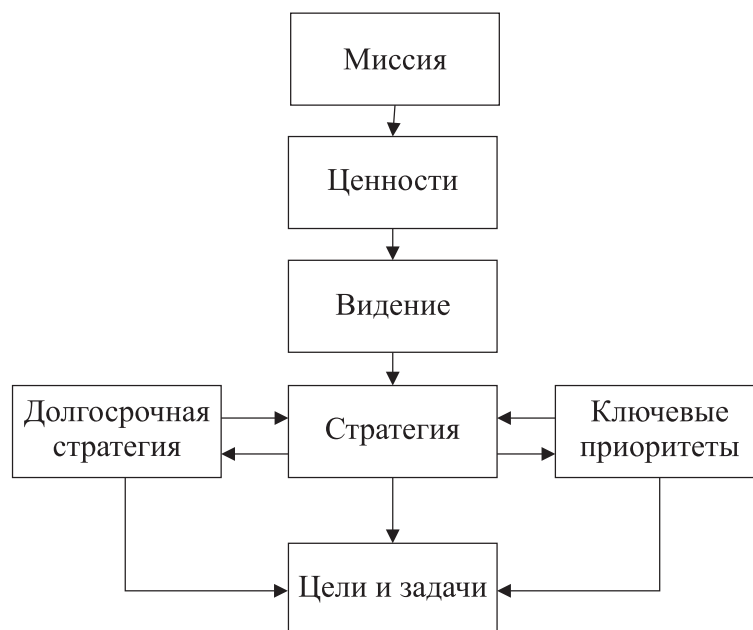 Миссия
Ценности
Видение
Долгосрочная
стратегия
Стратегия
Ключевые
приоритеты
Цели и задачи